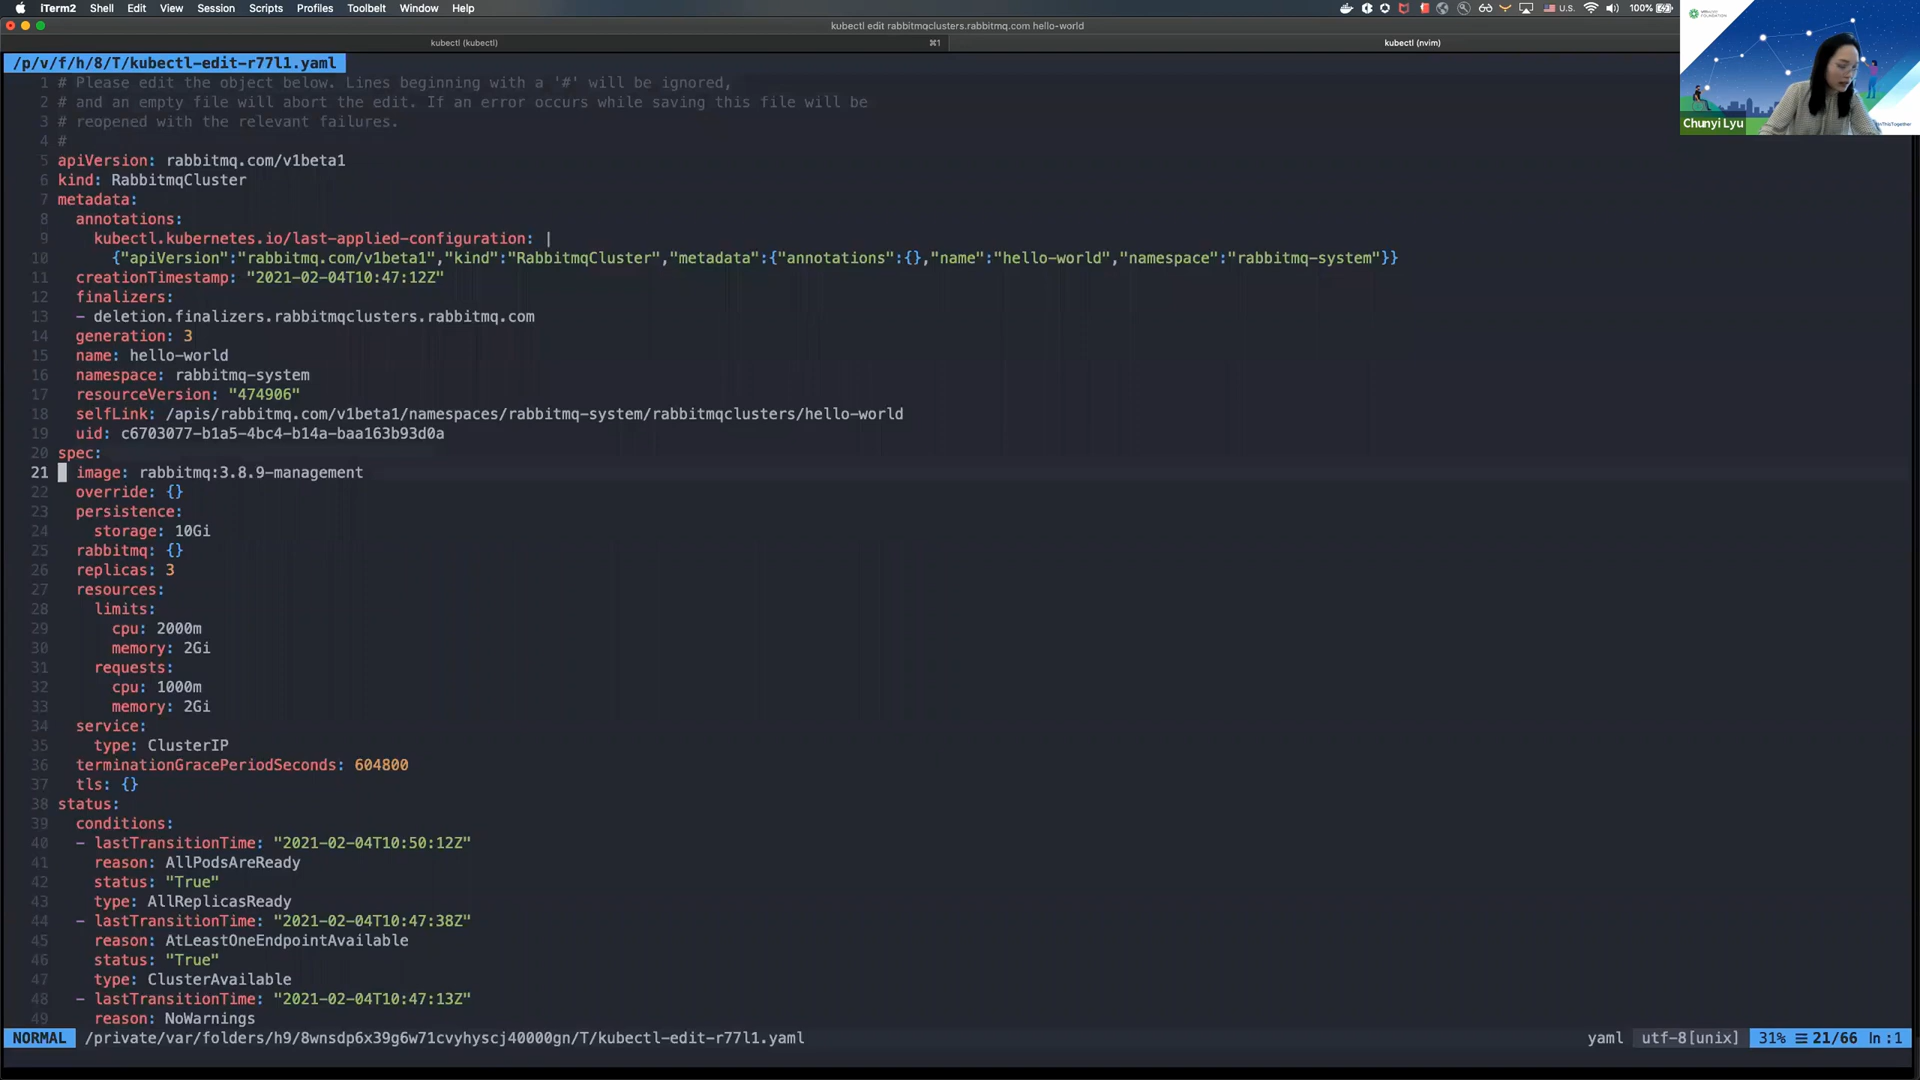 iTerm2 Shell Edit View Session Scripts Profiles Toolbelt Window Help U.S. 100%
kubectl edit rabbitmqclusters.rabbitmq.com hello-world
kubectl (kubectl) ⌘1 kubectl (nvim)
/p/v/f/h/8/T/kubectl-edit-r77l1.yaml
1 # Please edit the object below. Lines beginning with a '#' will be ignored,
2 # and an empty file will abort the edit. If an error occurs while saving this file will be
3 # reopened with the relevant failures.
4 #
5 apiVersion: rabbitmq.com/v1beta1
6 kind: RabbitmqCluster
7 metadata:
8 annotations:
9 kubectl.kubernetes.io/last-applied-configuration: |
10 {"apiVersion":"rabbitmq.com/v1beta1","kind":"RabbitmqCluster","metadata":{"annotations":{},"name":"hello-world","namespace":"rabbitmq-system"}}
11 creationTimestamp: "2021-02-04T10:47:12Z"
12 finalizers:
13 - deletion.finalizers.rabbitmqclusters.rabbitmq.com
14 generation: 3
15 name: hello-world
16 namespace: rabbitmq-system
17 resourceVersion: "474906"
18 selfLink: /apis/rabbitmq.com/v1beta1/namespaces/rabbitmq-system/rabbitmqclusters/hello-world
19 uid: c6703077-b1a5-4bc4-b14a-baa163b93d0a
20 spec:
21 image: rabbitmq:3.8.9-management
22 override: {}
23 persistence:
24 storage: 10Gi
25 rabbitmq: {}
26 replicas: 3
27 resources:
28 limits:
29 cpu: 2000m
30 memory: 2Gi
31 requests:
32 cpu: 1000m
33 memory: 2Gi
34 service:
35 type: ClusterIP
36 terminationGracePeriodSeconds: 604800
37 tls: {}
38 status:
39 conditions:
40 - lastTransitionTime: "2021-02-04T10:50:12Z"
41 reason: AllPodsAreReady
42 status: "True"
43 type: AllReplicasReady
44 - lastTransitionTime: "2021-02-04T10:47:38Z"
45 reason: AtLeastOneEndpointAvailable
46 status: "True"
47 type: ClusterAvailable
48 - lastTransitionTime: "2021-02-04T10:47:13Z"
49 reason: NoWarnings
NORMAL /private/var/folders/h9/8wnsdp6x39g6w71cvyhyscj40000gn/T/kubectl-edit-r77l1.yaml yaml utf-8[unix] 31% ☰ 21/66 ln :1
Chunyi Lyu